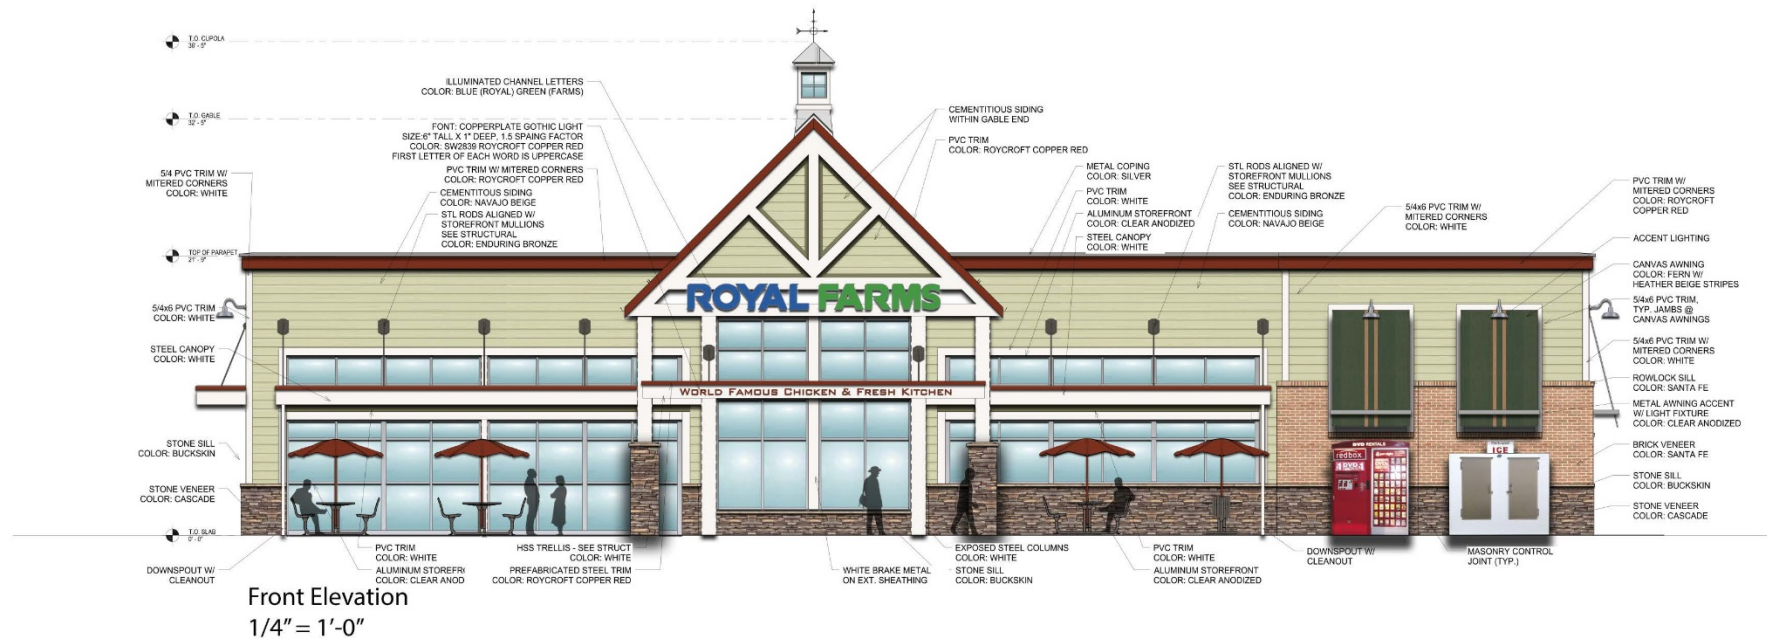 T.O. CUPOLA
38' - 5"
T.O. GABLE
32' - 5"
TOP OF PARAPET
21' - 9"
T.O. SLAB
0' - 0"
ILLUMINATED CHANNEL LETTERS
COLOR: BLUE (ROYAL) GREEN (FARMS)
FONT: COPPERPLATE GOTHIC LIGHT
SIZE:6" TALL X 1" DEEP, 1.5 SPAING FACTOR
COLOR: SW2839 ROYCROFT COPPER RED
FIRST LETTER OF EACH WORD IS UPPERCASE
PVC TRIM W/ MITERED CORNERS
COLOR: ROYCROFT COPPER RED
CEMENTITOUS SIDING
COLOR: NAVAJO BEIGE
STL RODS ALIGNED W/
STOREFRONT MULLIONS
SEE STRUCTURAL
COLOR: ENDURING BRONZE
5/4 PVC TRIM W/
MITERED CORNERS
COLOR: WHITE
5/4x6 PVC TRIM
COLOR: WHITE
STEEL CANOPY
COLOR: WHITE
STONE SILL
COLOR: BUCKSKIN
STONE VENEER
COLOR: CASCADE
DOWNSPOUT W/
CLEANOUT
CEMENTITIOUS SIDING
WITHIN GABLE END
PVC TRIM
COLOR: ROYCROFT COPPER RED
METAL COPING
COLOR: SILVER
PVC TRIM
COLOR: WHITE
ALUMINUM STOREFRONT
COLOR: CLEAR ANODIZED
STEEL CANOPY
COLOR: WHITE
STL RODS ALIGNED W/
STOREFRONT MULLIONS
SEE STRUCTURAL
COLOR: ENDURING BRONZE
CEMENTITIOUS SIDING
COLOR: NAVAJO BEIGE
5/4x6 PVC TRIM W/
MITERED CORNERS
COLOR: WHITE
PVC TRIM W/
MITERED CORNERS
COLOR: ROYCROFT
COPPER RED
ACCENT LIGHTING
CANVAS AWNING
COLOR: FERN W/
HEATHER BEIGE STRIPES
5/4x6 PVC TRIM,
TYP. JAMBS @
CANVAS AWNINGS
5/4x6 PVC TRIM W/
MITERED CORNERS
COLOR: WHITE
ROWLOCK SILL
COLOR: SANTA FE
METAL AWNING ACCENT
W/ LIGHT FIXTURE
COLOR: CLEAR ANODIZED
BRICK VENEER
COLOR: SANTA FE
STONE SILL
COLOR: BUCKSKIN
STONE VENEER
COLOR: CASCADE
ROYAL FARMS
WORLD FAMOUS CHICKEN & FRESH KITCHEN
DVD RENTALS
redbox
DVD
ICE
PVC TRIM
COLOR: WHITE
ALUMINUM STOREFR
COLOR: CLEAR ANOD
HSS TRELLIS - SEE STRUCT
COLOR: WHITE
PREFABRICATED STEEL TRIM
COLOR: ROYCROFT COPPER RED
WHITE BRAKE METAL
ON EXT. SHEATHING
EXPOSED STEEL COLUMNS
COLOR: WHITE
STONE SILL
COLOR: BUCKSKIN
PVC TRIM
COLOR: WHITE
ALUMINUM STOREFRONT
COLOR: CLEAR ANODIZED
DOWNSPOUT W/
CLEANOUT
MASONRY CONTROL
JOINT (TYP.)
Front Elevation
1/4" = 1'-0"